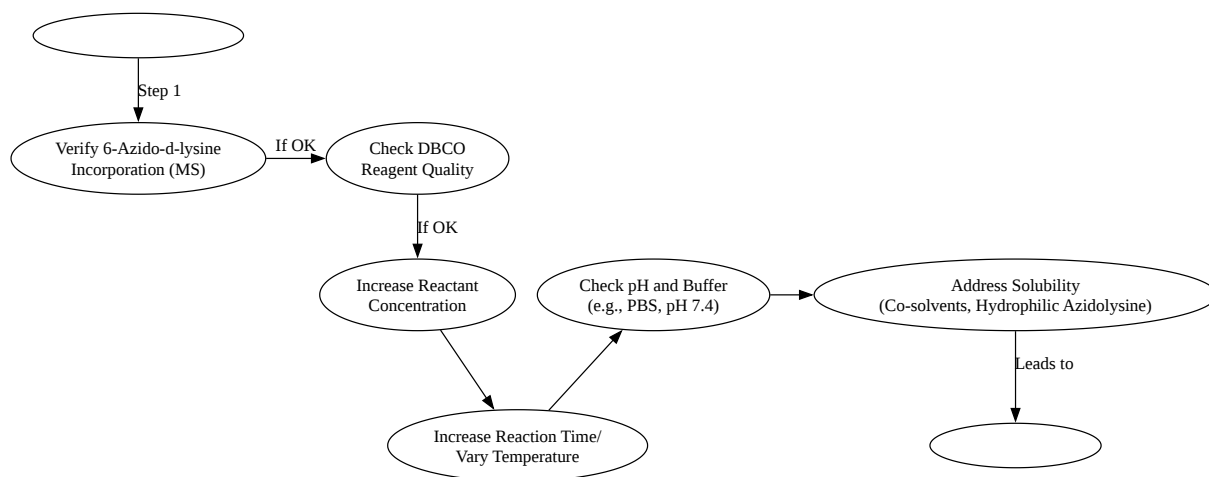 Step 1
Verify 6-Azido-d-lysine
Incorporation (MS)
If OK
Check DBCO
Reagent Quality
If OK
Increase Reactant
Concentration
Increase Reaction Time/
Vary Temperature
Check pH and Buffer
(e.g., PBS, pH 7.4)
Address Solubility
(Co-solvents, Hydrophilic Azidolysine)
Leads to